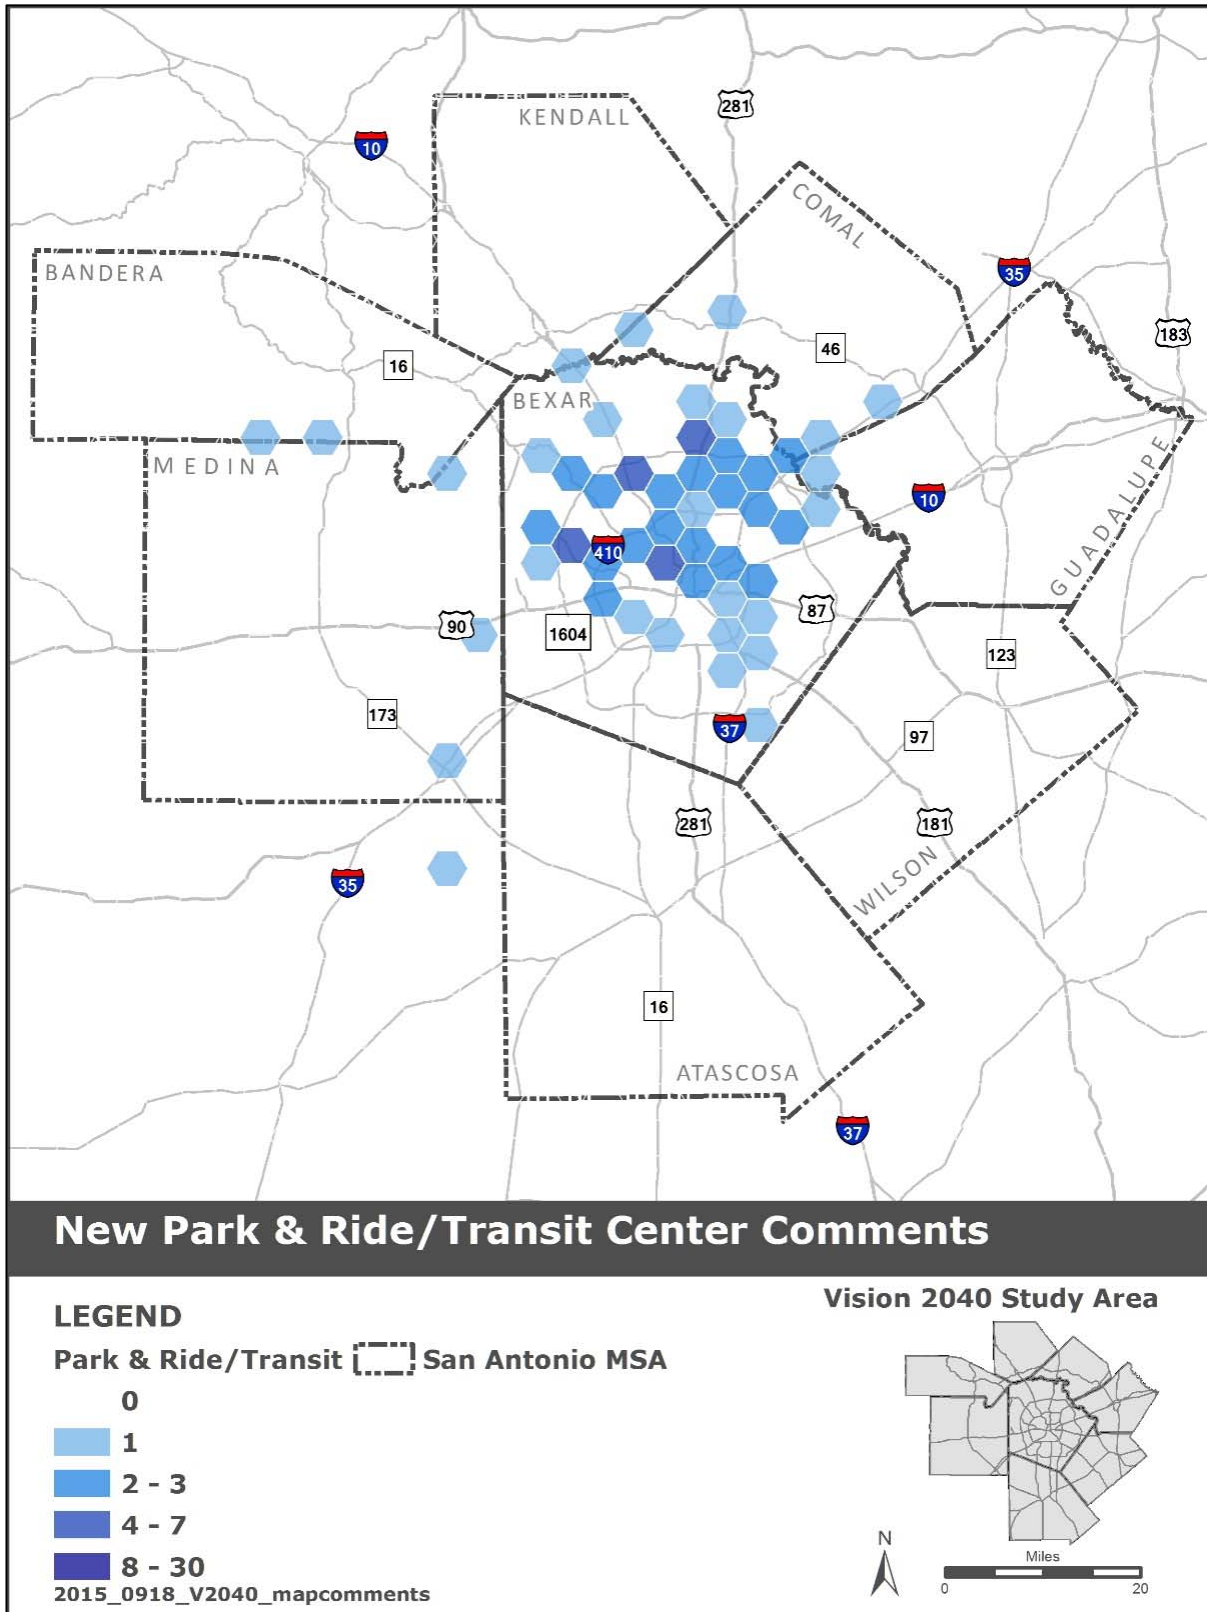 KENDALL
281
10
COMAL
35
BANDERA
183
46
16
BEXAR
MEDINA
10
GUADALUPE
410
87
90
1604
123
173
37
97
281
181
WILSON
35
16
ATASCOSA
37
New Park & Ride/Transit Center Comments
LEGEND
Park & Ride/Transit San Antonio MSA
0
1
2 - 3
4 - 7
8 - 30
2015_0918_V2040_mapcomments
Vision 2040 Study Area
N
Miles
0 20